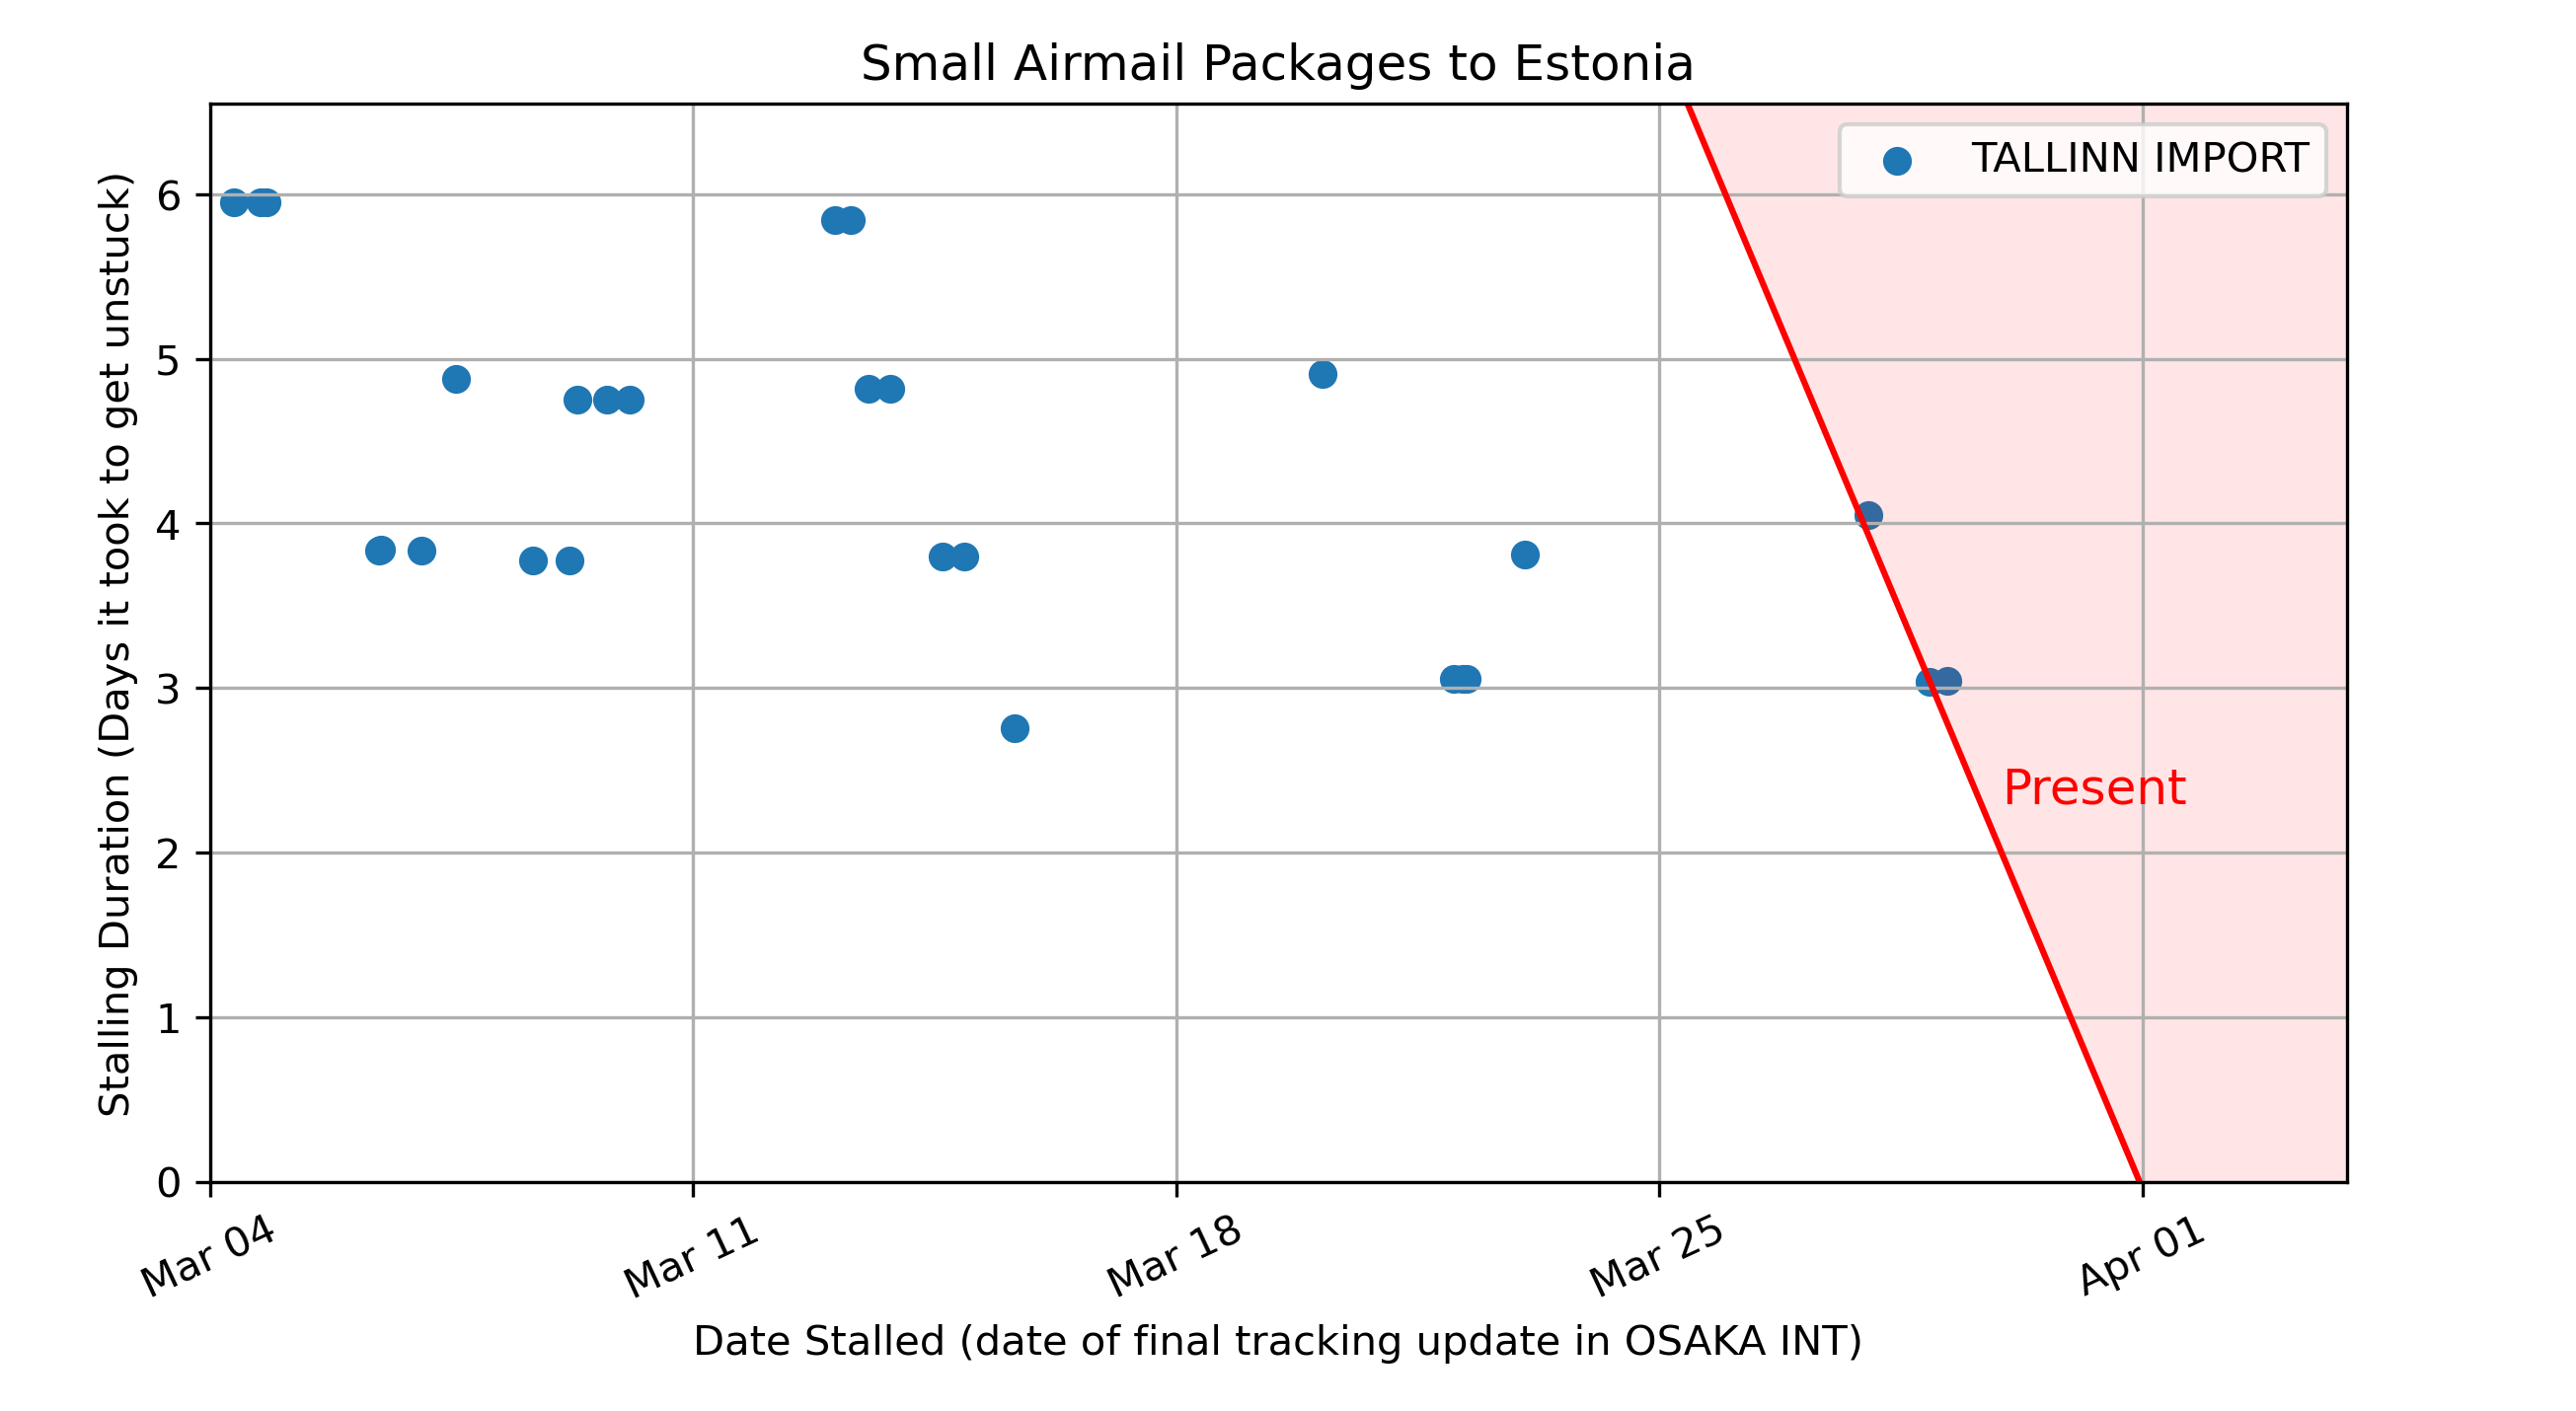 Small Airmail Packages to Estonia
TALLINN IMPORT
Stalling Duration (Days it took to get unstuck)
6
5
4
3
2
1
0
Present
Mar 04
Mar 11
Mar 18
Mar 25
Apr 01
Date Stalled (date of final tracking update in OSAKA INT)